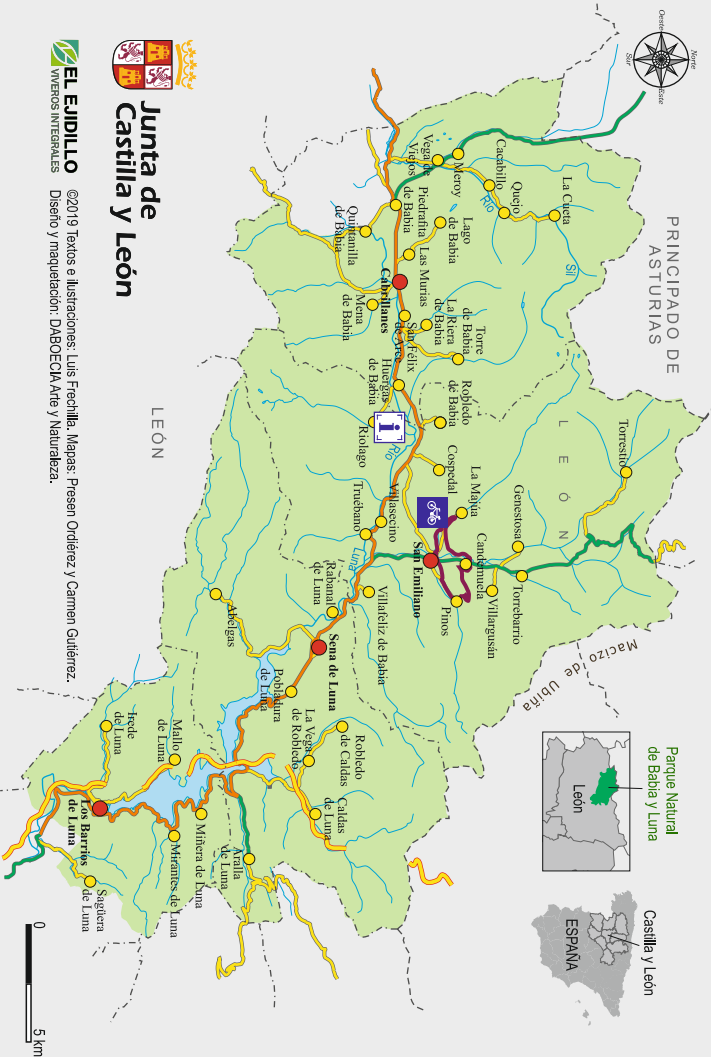 Norte
Oeste
Este
Sur
PRINCIPADO DE
ASTURIAS
La Cueta
Quejo
Cacabillo
Río
Sil
Meroy
Vega de
Viejos
Piedrafita
de Babia
Lago
de Babia
Las Murias
Quintanilla
de Babia
Cabrillanes
Mena
de Babia
San Félix
de Arce
La Riera
de Babia
Torre
de Babia
Huergas
de Babia
Robledo
de Babia
Riolago
i
Río
Cospedal
La Majúa
LEÓN
Torrestío
Genestosa
Candemuela
Torrebarrio
Villargusán
San Emiliano
Pinos
Villasecino
Truébano
Luna
Villafeliz de Babia
Rabanal
de Luna
Sena de Luna
Abelgas
Pobladura
de Luna
La Vega
de Robledo
Robledo
de Caldas
Caldas
de Luna
Mallo
de Luna
Irede
de Luna
Los Barrios
de Luna
Miñera de Luna
Mirantes de Luna
Aralla
de Luna
Sagüera
de Luna
Macizo de Ubiña
LEÓN
Parque Natural
de Babia y Luna
León
Castilla y León
ESPAÑA
0
5 km
Junta de
Castilla y León
EL EJIDILLO
VIVEROS INTEGRALES
©2019 Textos e ilustraciones: Luis Frechilla. Mapas: Presen Ordiérez y Carmen Gutiérrez.
Diseño y maquetación: DABOECIA Arte y Naturaleza.